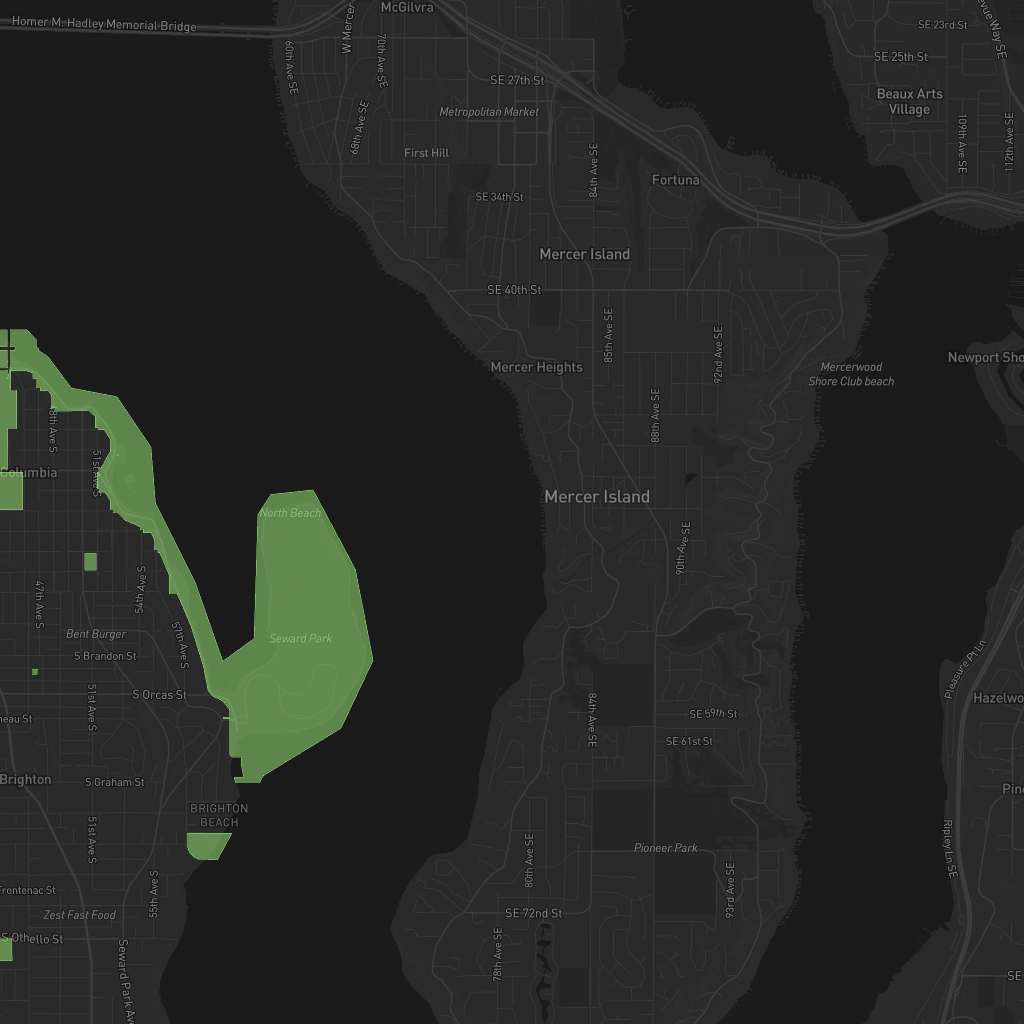 McGilvra
Homer M. Hadley Memorial Bridge
W Mercer
60th Ave SE
70th Ave SE
SE 23rd St
SE 25th St
SE 27th St
Beaux Arts
Village
Metropolitan Market
68th Ave SE
109th Ave SE
112th Ave SE
First Hill
84th Ave SE
Fortuna
SE 34th St
Mercer Island
SE 40th St
85th Ave SE
92nd Ave SE
Mercer Heights
Mercerwood
Shore Club beach
Newport Sho
88th Ave SE
Columbia
51st Ave S
Mercer Island
North Beach
90th Ave SE
47th Ave S
54th Ave S
57th Ave S
Bent Burger
Seward Park
S Brandon St
Pleasure Pt Ln
S Orcas St
51st Ave S
84th Ave SE
SE 59th St
Hazelwo
neau St
SE 61st St
Brighton
S Graham St
Pine
BRIGHTON
BEACH
51st Ave S
Pioneer Park
Ripley Ln SE
80th Ave SE
93rd Ave SE
Frontenac St
55th Ave S
Zest Fast Food
SE 72nd St
S Othello St
78th Ave SE
Seward Park Av
SE